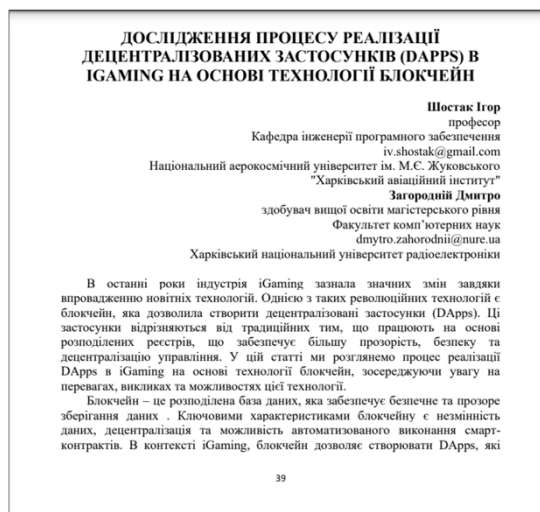 ДОСЛІДЖЕННЯ ПРОЦЕСУ РЕАЛІЗАЦІЇ
ДЕЦЕНТРАЛІЗОВАНИХ ЗАСТОСУНКІВ (DAPPS) В
IGAMING НА ОСНОВІ ТЕХНОЛОГІЇ БЛОКЧЕЙН
Шостак Ігор
професор
Кафедра інженерії програмного забезпечення
iv.shostak@gmail.com
Національний аерокосмічний університет ім. М.Є. Жуковського
"Харківський авіаційний інститут"
Загородній Дмитро
здобувач вищої освіти магістерського рівня
Факультет комп’ютерних наук
dmytro.zahorodnii@nure.ua
Харківський національний університет радіоелектроніки
В останні роки індустрія iGaming зазнала значних змін завдяки
впровадженню новітніх технологій. Однією з таких революційних технологій є
блокчейн, яка дозволила створити децентралізовані застосунки (DApps). Ці
застосунки відрізняються від традиційних тим, що працюють на основі
розподілених реєстрів, що забезпечує більшу прозорість, безпеку та
децентралізацію управління. У цій статті ми розглянемо процес реалізації
DApps в iGaming на основі технології блокчейн, зосереджуючи увагу на
перевагах, викликах та можливостях цієї технології.
Блокчейн – це розподілена база даних, яка забезпечує безпечне та прозоре
зберігання даних . Ключовими характеристиками блокчейну є незмінність
даних, децентралізація та можливість автоматизованого виконання смарт-
контрактів. В контексті iGaming, блокчейн дозволяє створювати DApps, які
39